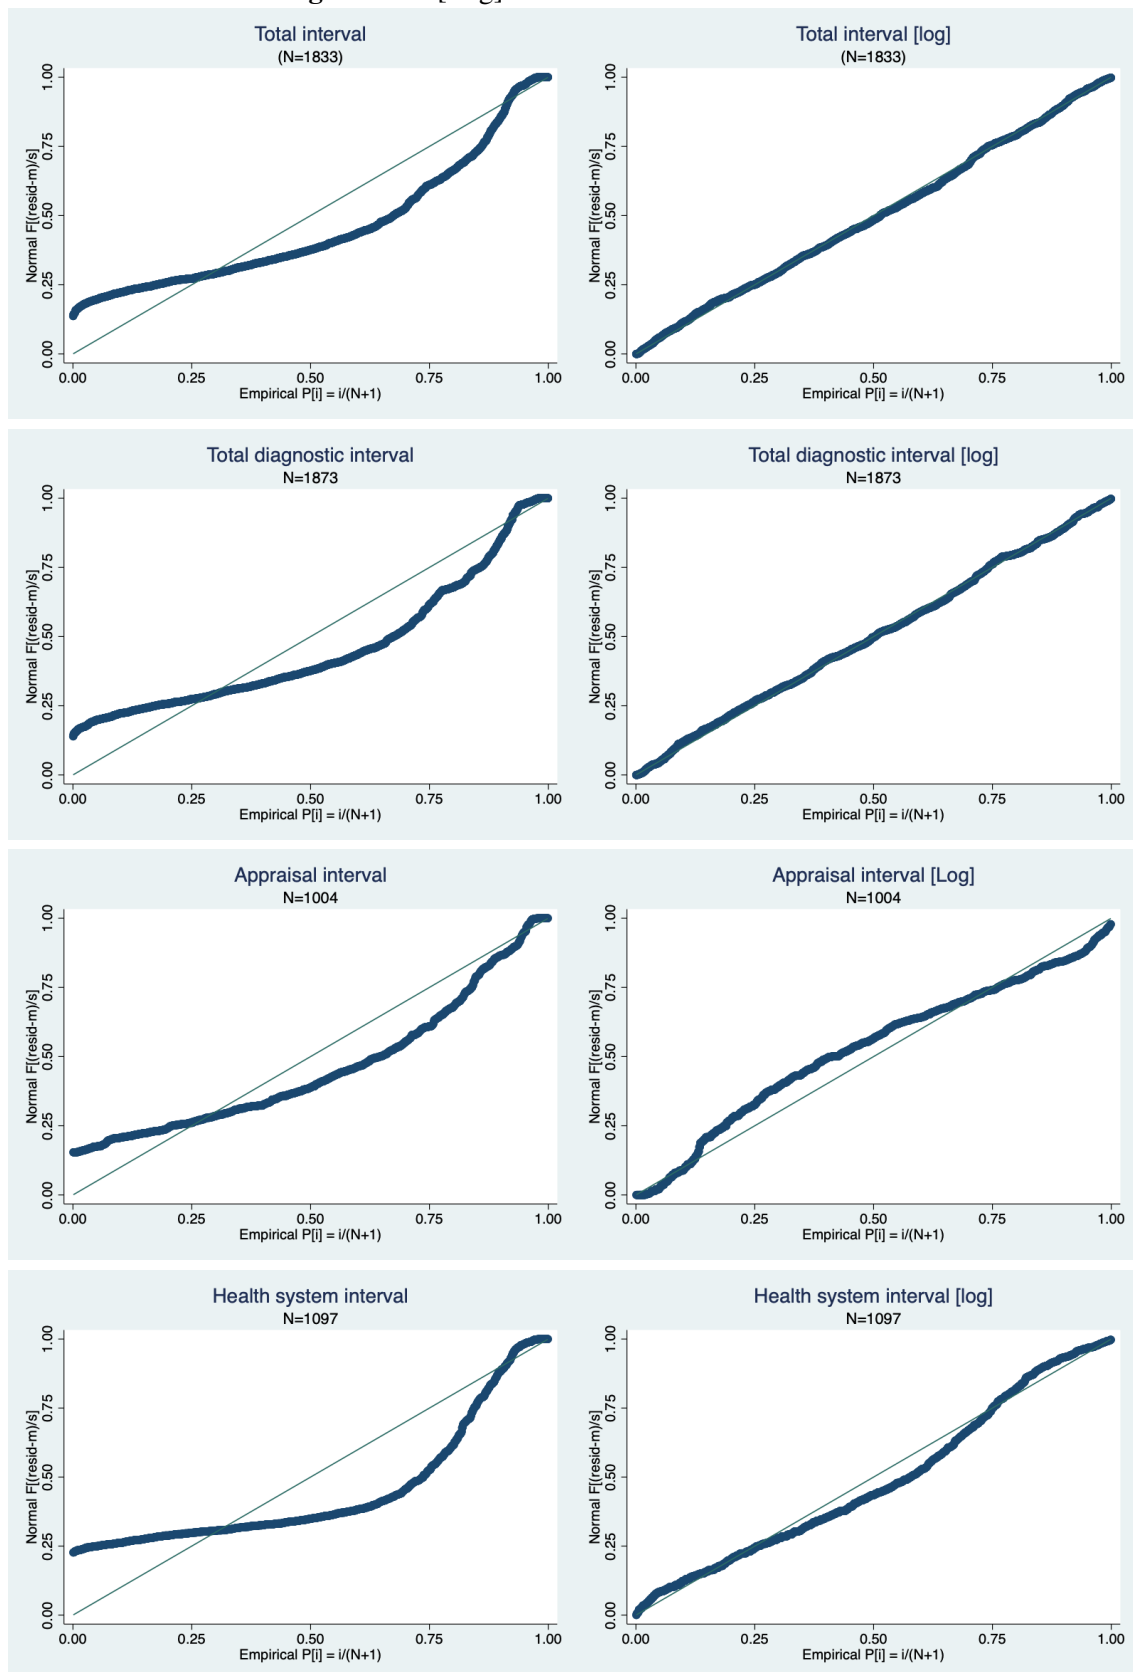 Total interval
(N=1833)
Normal F[(resid-m)/s]
0.00 0.25 0.50 0.75 1.00
0.00 0.25 0.50 0.75 1.00
Empirical P[i] = i/(N+1)
Total interval [log]
(N=1833)
Normal F[(resid-m)/s]
0.00 0.25 0.50 0.75 1.00
0.00 0.25 0.50 0.75 1.00
Empirical P[i] = i/(N+1)
Total diagnostic interval
N=1873
Normal F[(resid-m)/s]
0.00 0.25 0.50 0.75 1.00
0.00 0.25 0.50 0.75 1.00
Empirical P[i] = i/(N+1)
Total diagnostic interval [log]
N=1873
Normal F[(resid-m)/s]
0.00 0.25 0.50 0.75 1.00
0.00 0.25 0.50 0.75 1.00
Empirical P[i] = i/(N+1)
Appraisal interval
N=1004
Normal F[(resid-m)/s]
0.00 0.25 0.50 0.75 1.00
0.00 0.25 0.50 0.75 1.00
Empirical P[i] = i/(N+1)
Appraisal interval [Log]
N=1004
Normal F[(resid-m)/s]
0.00 0.25 0.50 0.75 1.00
0.00 0.25 0.50 0.75 1.00
Empirical P[i] = i/(N+1)
Health system interval
N=1097
Normal F[(resid-m)/s]
0.00 0.25 0.50 0.75 1.00
0.00 0.25 0.50 0.75 1.00
Empirical P[i] = i/(N+1)
Health system interval [log]
N=1097
Normal F[(resid-m)/s]
0.00 0.25 0.50 0.75 1.00
0.00 0.25 0.50 0.75 1.00
Empirical P[i] = i/(N+1)